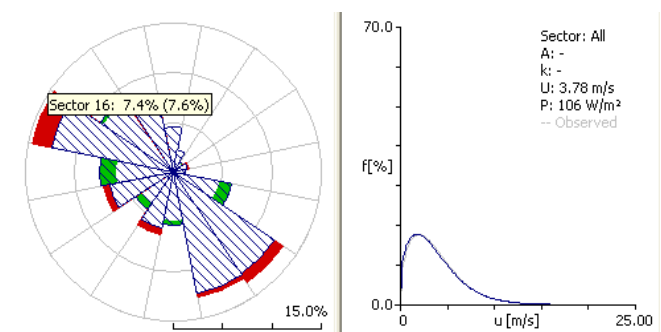 Sector 16: 7.4% (7.6%)
15.0%
70.0
Sector: All
A: -
k: -
U: 3.78 m/s
P: 106 W/m²
-- Observed
f[%]
0.0
0
u [m/s]
25.00